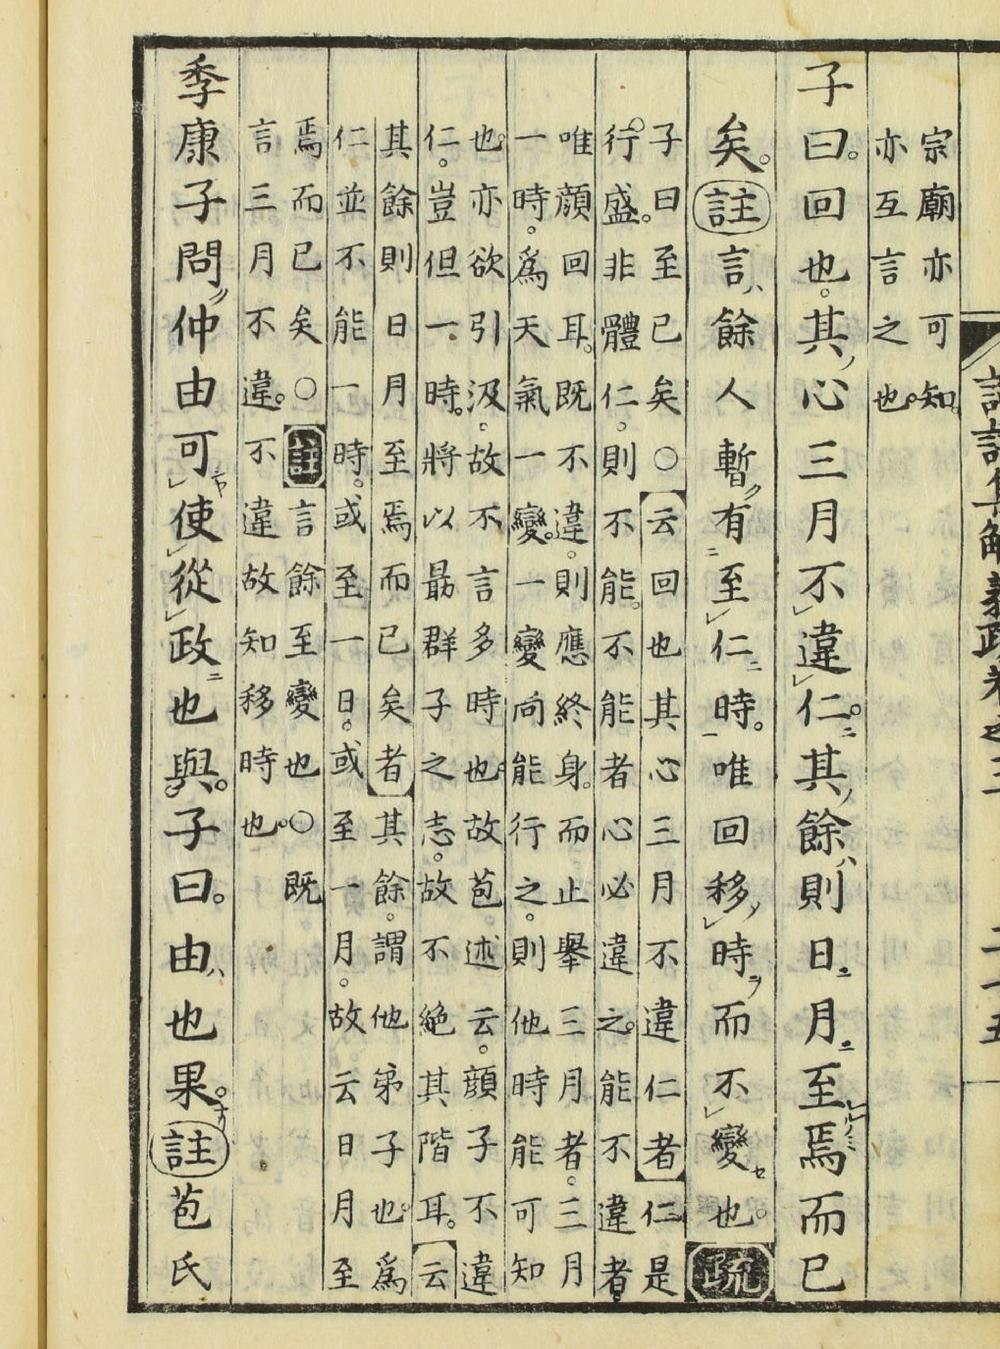 宗廟亦可知
亦互言之也
子曰回也其心三月不違仁其餘則日月至焉而已
矣註言餘人暫有至仁時唯回移時而不變也疏
子曰至已矣○云回也其心三月不違仁者仁是
行盛非體仁則不能不能者心必違之能不違者
唯顔回耳既不違則應終身而止舉三月者三月
一時爲天氣一變一變尚能行之則他時能可知
也亦欲引汲故不言多時也故苞述云顔子不違
仁豈但一時將以最群子之志故不絶其階耳云
其餘則日月至焉而已矣者其餘謂他弟子也爲
仁並不能一時或至一日或至一月故云日月至
焉而已矣○註言餘至變也○既
言三月不違不違故知移時也
季康子問仲由可使從政也與子曰由也果註苞氏